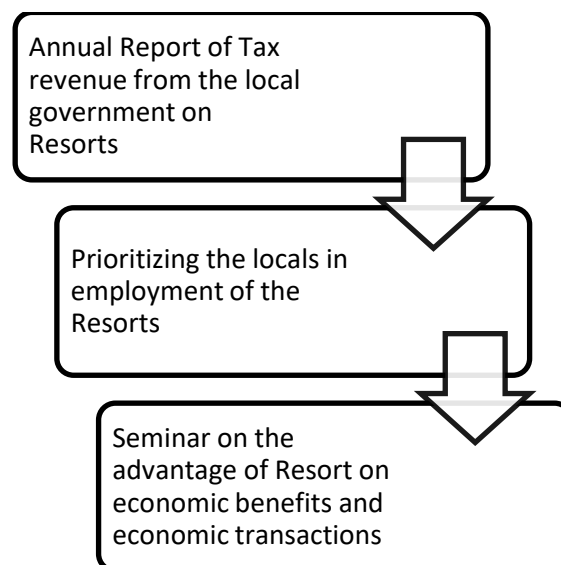 Annual Report of Tax
revenue from the local
government on
Resorts
Prioritizing the locals in
employment of the
Resorts
Seminar on the
advantage of Resort on
economic benefits and
economic transactions